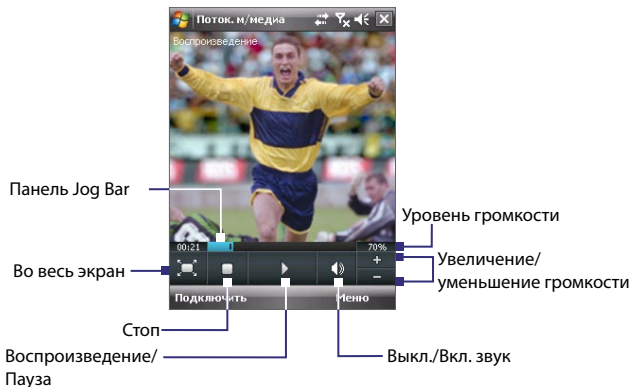 Поток. м/медиа
Воспроизведение
Панель Jog Bar
Уровень громкости
00:21
70%
Во весь экран
+
Увеличение/
–
уменьшение громкости
Подключить
Меню
Стоп
Воспроизведение/
Пауза
Выкл./Вкл. звук